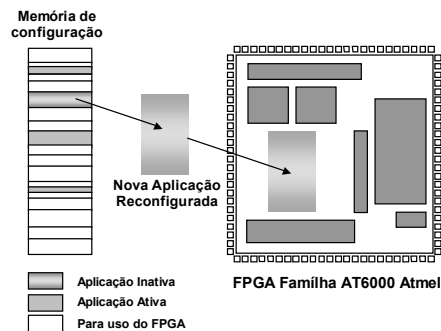 Memória de
configuração
Nova Aplicação
Reconfigurada
FPGA Famílha AT6000 Atmel
Aplicação Inativa
Aplicação Ativa
Para uso do FPGA